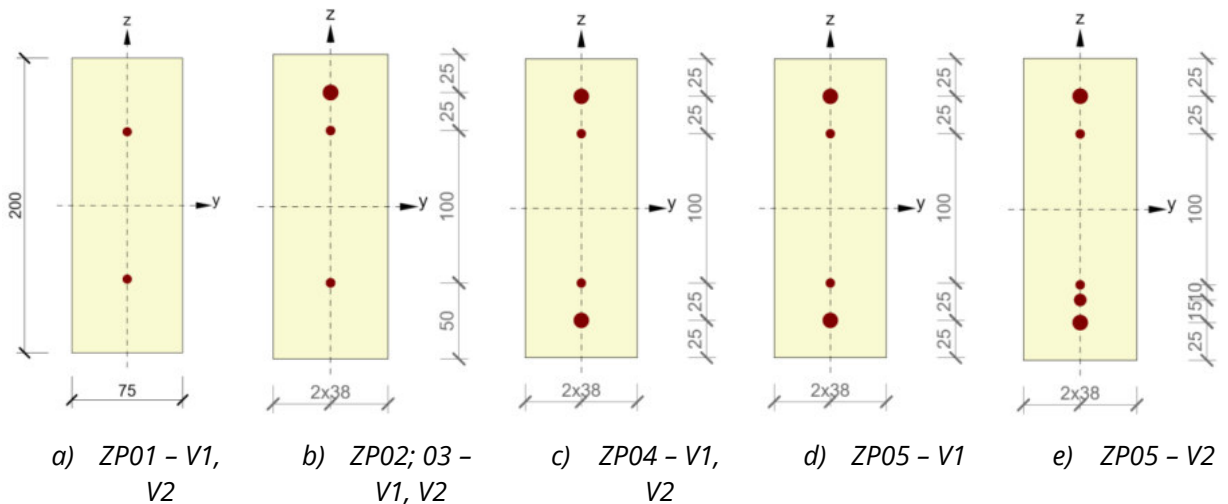 z
y
200
75
z
y
25
25
100
50
2x38
z
y
25
25
100
25
25
2x38
z
y
25
25
100
25
25
2x38
z
y
25
25
100
10
15
25
2x38
a) ZP01 – V1,
V2
b) ZP02; 03 –
V1, V2
c) ZP04 – V1,
V2
d) ZP05 – V1
e) ZP05 – V2